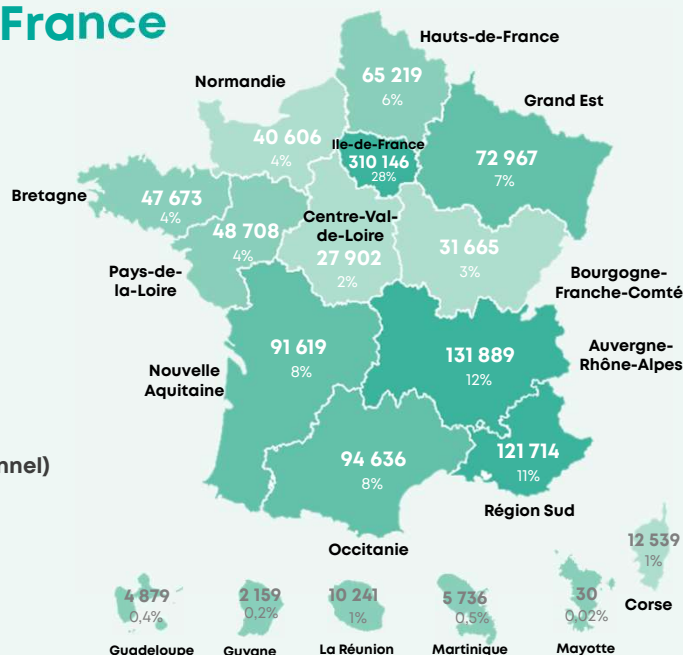 France
Hauts-de-France
65 219
6%
Normandie
40 606
4%
Ile-de-France
310 146
28%
Grand Est
72 967
7%
Bretagne
47 673
4%
48 708
4%
Pays-de-
la-Loire
Centre-Val-
de-Loire
27 902
2%
31 665
3%
Bourgogne-
Franche-Comté
91 619
8%
Nouvelle
Aquitaine
131 889
12%
Auvergne-
Rhône-Alpes
nnel)
94 636
8%
Occitanie
121 714
11%
Région Sud
12 539
1%
Corse
4 879
0,4%
Guadeloupe
2 159
0,2%
Guyane
10 241
1%
La Réunion
5 736
0,5%
Martinique
30
0,02%
Mayotte